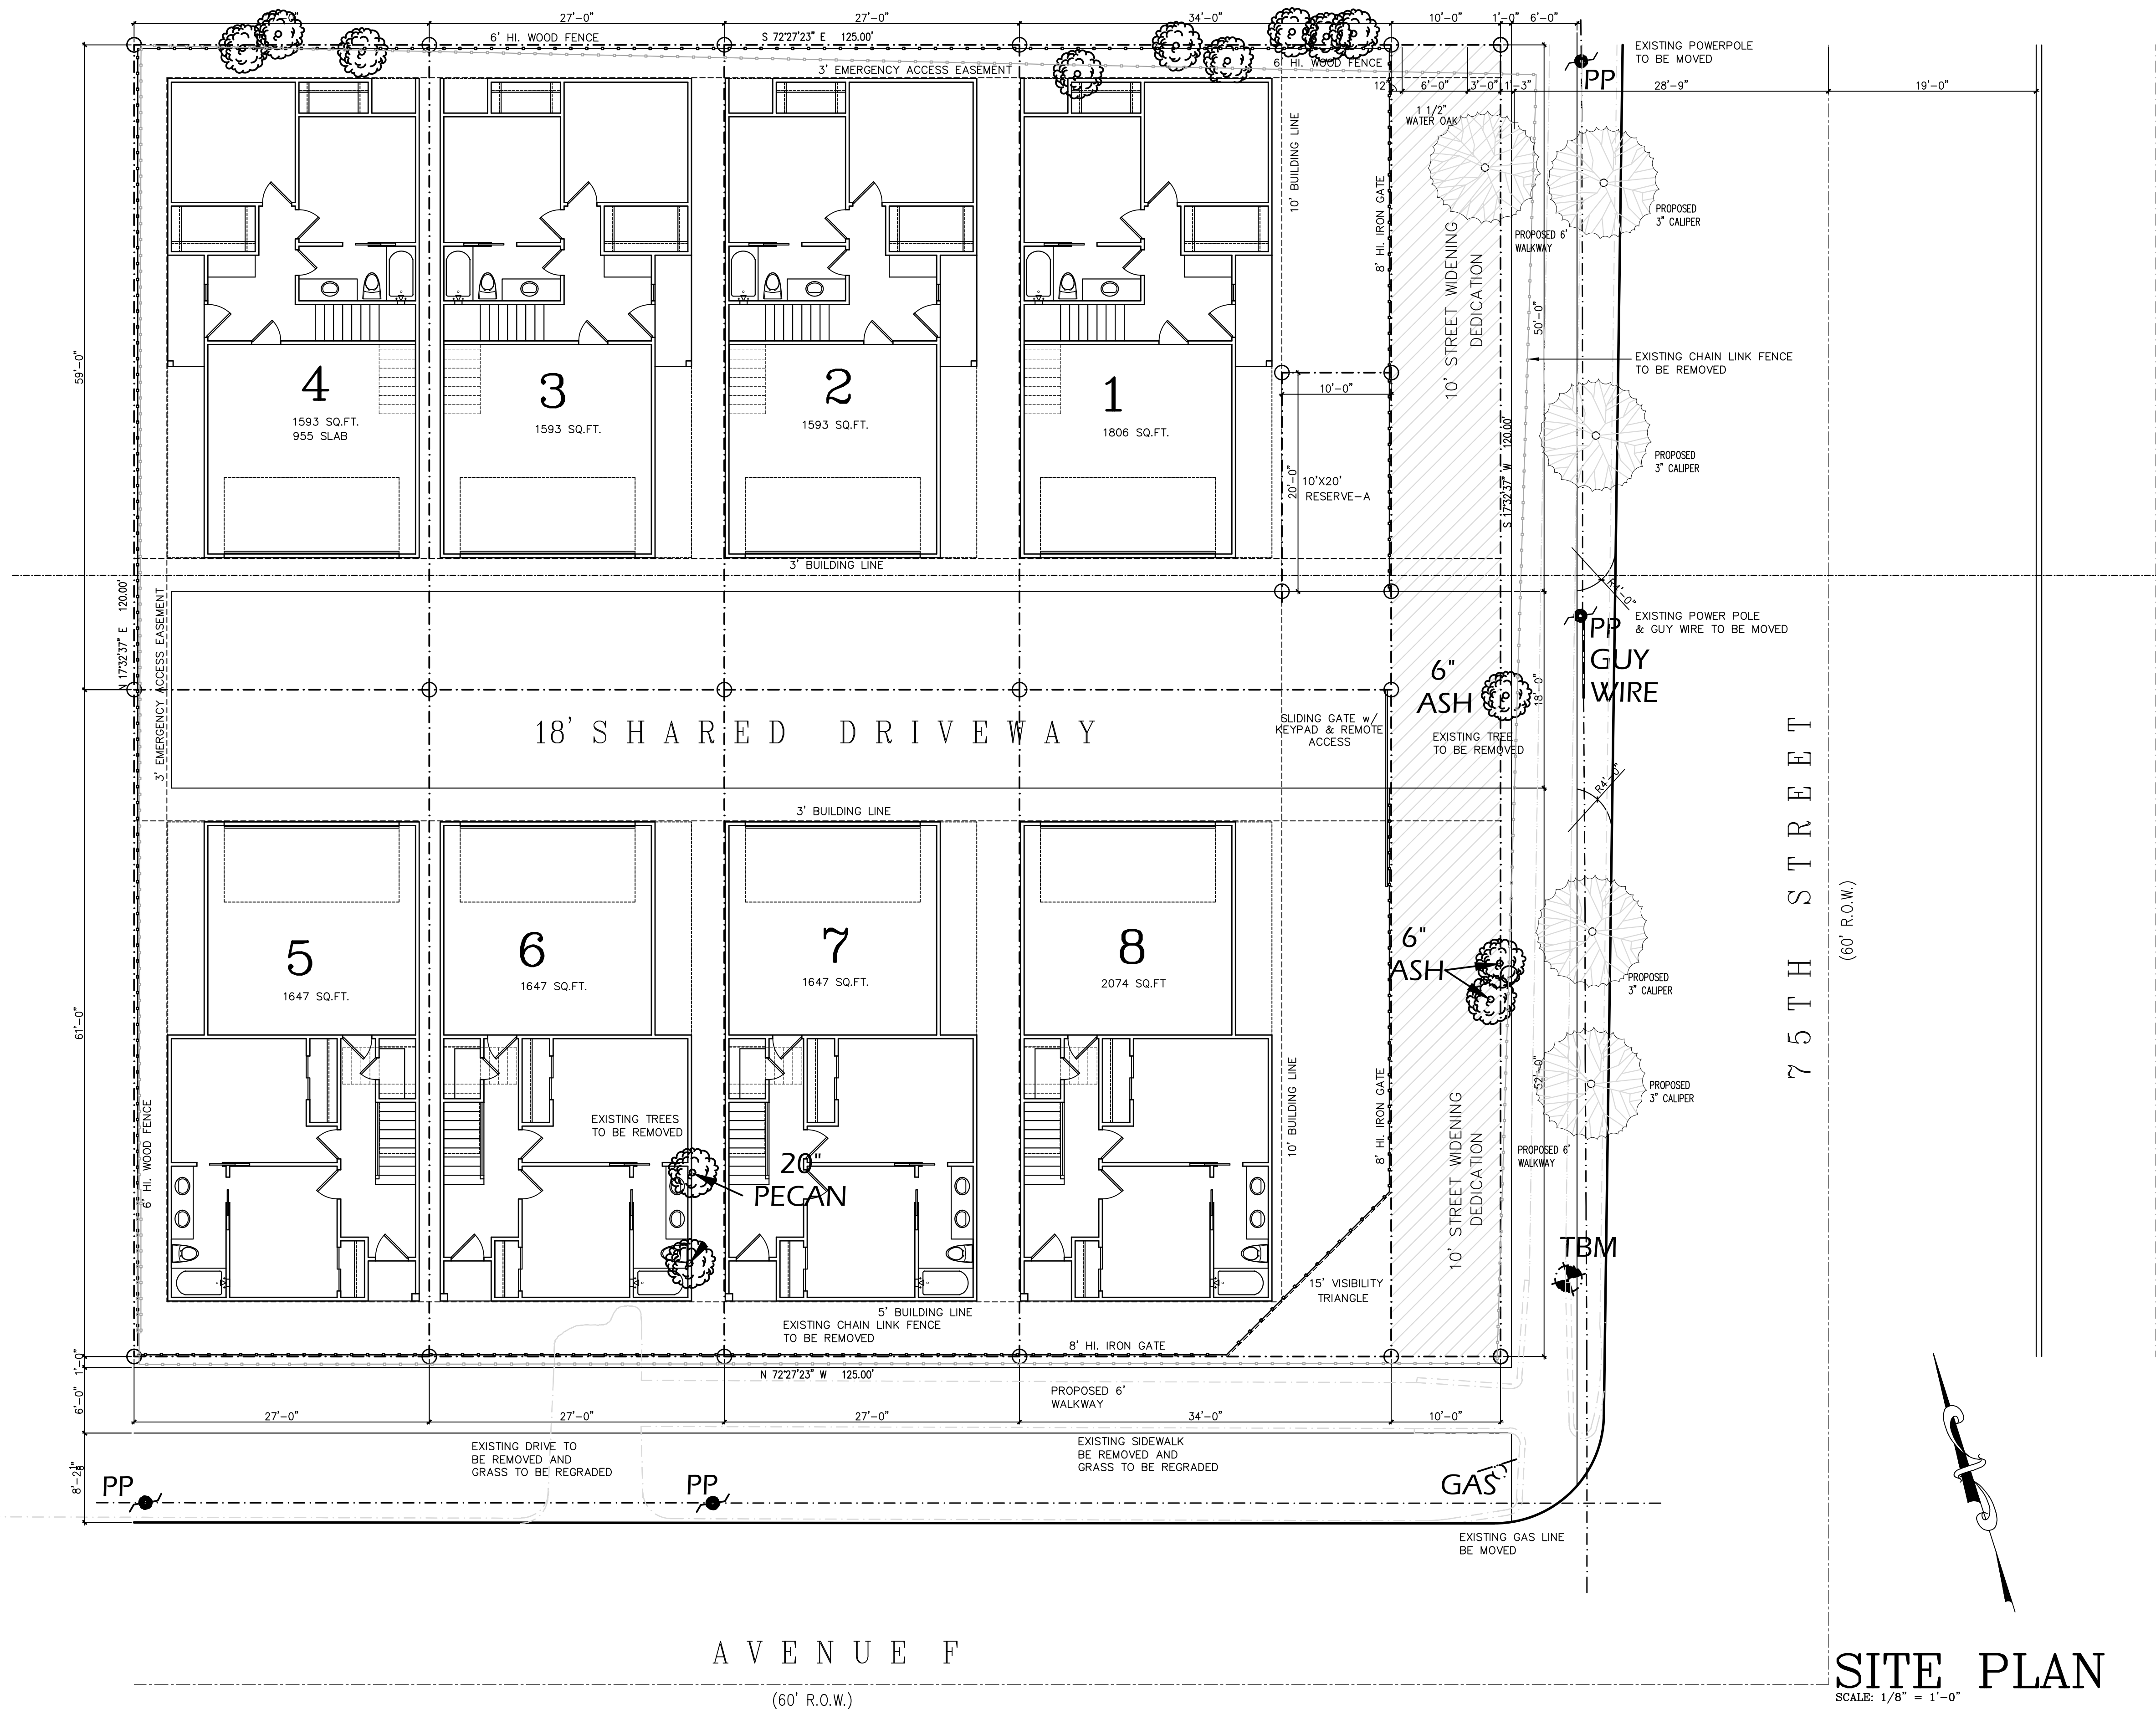 27'-0" 27'-0" 34'-0" 10'-0" 1'-0" 6'-0"
6' HI. WOOD FENCE
S 72°27'23" E 125.00'
3' EMERGENCY ACCESS EASEMENT
6' HI. WOOD FENCE
EXISTING POWERPOLE
TO BE MOVED
PP
12' 6'-0" 3'-0" 1'-3" 28'-9" 19'-0"
1 1/2"
WATER OAK
10' BUILDING LINE
8' HI. IRON GATE
10' STREET WIDENING
DEDICATION
PROPOSED
3" CALIPER
PROPOSED 6'
WALKWAY
50'-0"
59'-0"
EXISTING CHAIN LINK FENCE
TO BE REMOVED
4
1593 SQ.FT.
955 SLAB
3
1593 SQ.FT.
2
1593 SQ.FT.
1
1806 SQ.FT.
10'-0"
20'-0"
10'X20'
RESERVE-A
S 17°32'37" W 120.00'
PROPOSED
3" CALIPER
3' BUILDING LINE
N 17°32'37" E 120.00'
3' EMERGENCY ACCESS EASEMENT
R4'-0"
EXISTING POWER POLE
& GUY WIRE TO BE MOVED
PP
GUY
WIRE
6"
ASH
18'-0"
18' SHARED DRIVEWAY
SLIDING GATE w/
KEYPAD & REMOTE
ACCESS
EXISTING TREE
TO BE REMOVED
R4'-0"
3' BUILDING LINE
75TH STREET
(60' R.O.W.)
5
1647 SQ.FT.
6
1647 SQ.FT.
7
1647 SQ.FT.
8
2074 SQ.FT
6"
ASH
PROPOSED
3" CALIPER
61'-0"
6' HI. WOOD FENCE
EXISTING TREES
TO BE REMOVED
20"
PECAN
10' BUILDING LINE
8' HI. IRON GATE
10' STREET WIDENING
DEDICATION
52'-0"
PROPOSED
3" CALIPER
PROPOSED 6'
WALKWAY
TBM
15' VISIBILITY
TRIANGLE
5' BUILDING LINE
EXISTING CHAIN LINK FENCE
TO BE REMOVED
8' HI. IRON GATE
1'-0"
N 72°27'23" W 125.00'
6'-0"
PROPOSED 6'
WALKWAY
27'-0" 27'-0" 27'-0" 34'-0" 10'-0"
EXISTING DRIVE TO
BE REMOVED AND
GRASS TO BE REGRADED
EXISTING SIDEWALK
BE REMOVED AND
GRASS TO BE REGRADED
PP
PP
GAS
EXISTING GAS LINE
BE MOVED
AVENUE F
(60' R.O.W.)
SITE PLAN
SCALE: 1/8" = 1'-0"